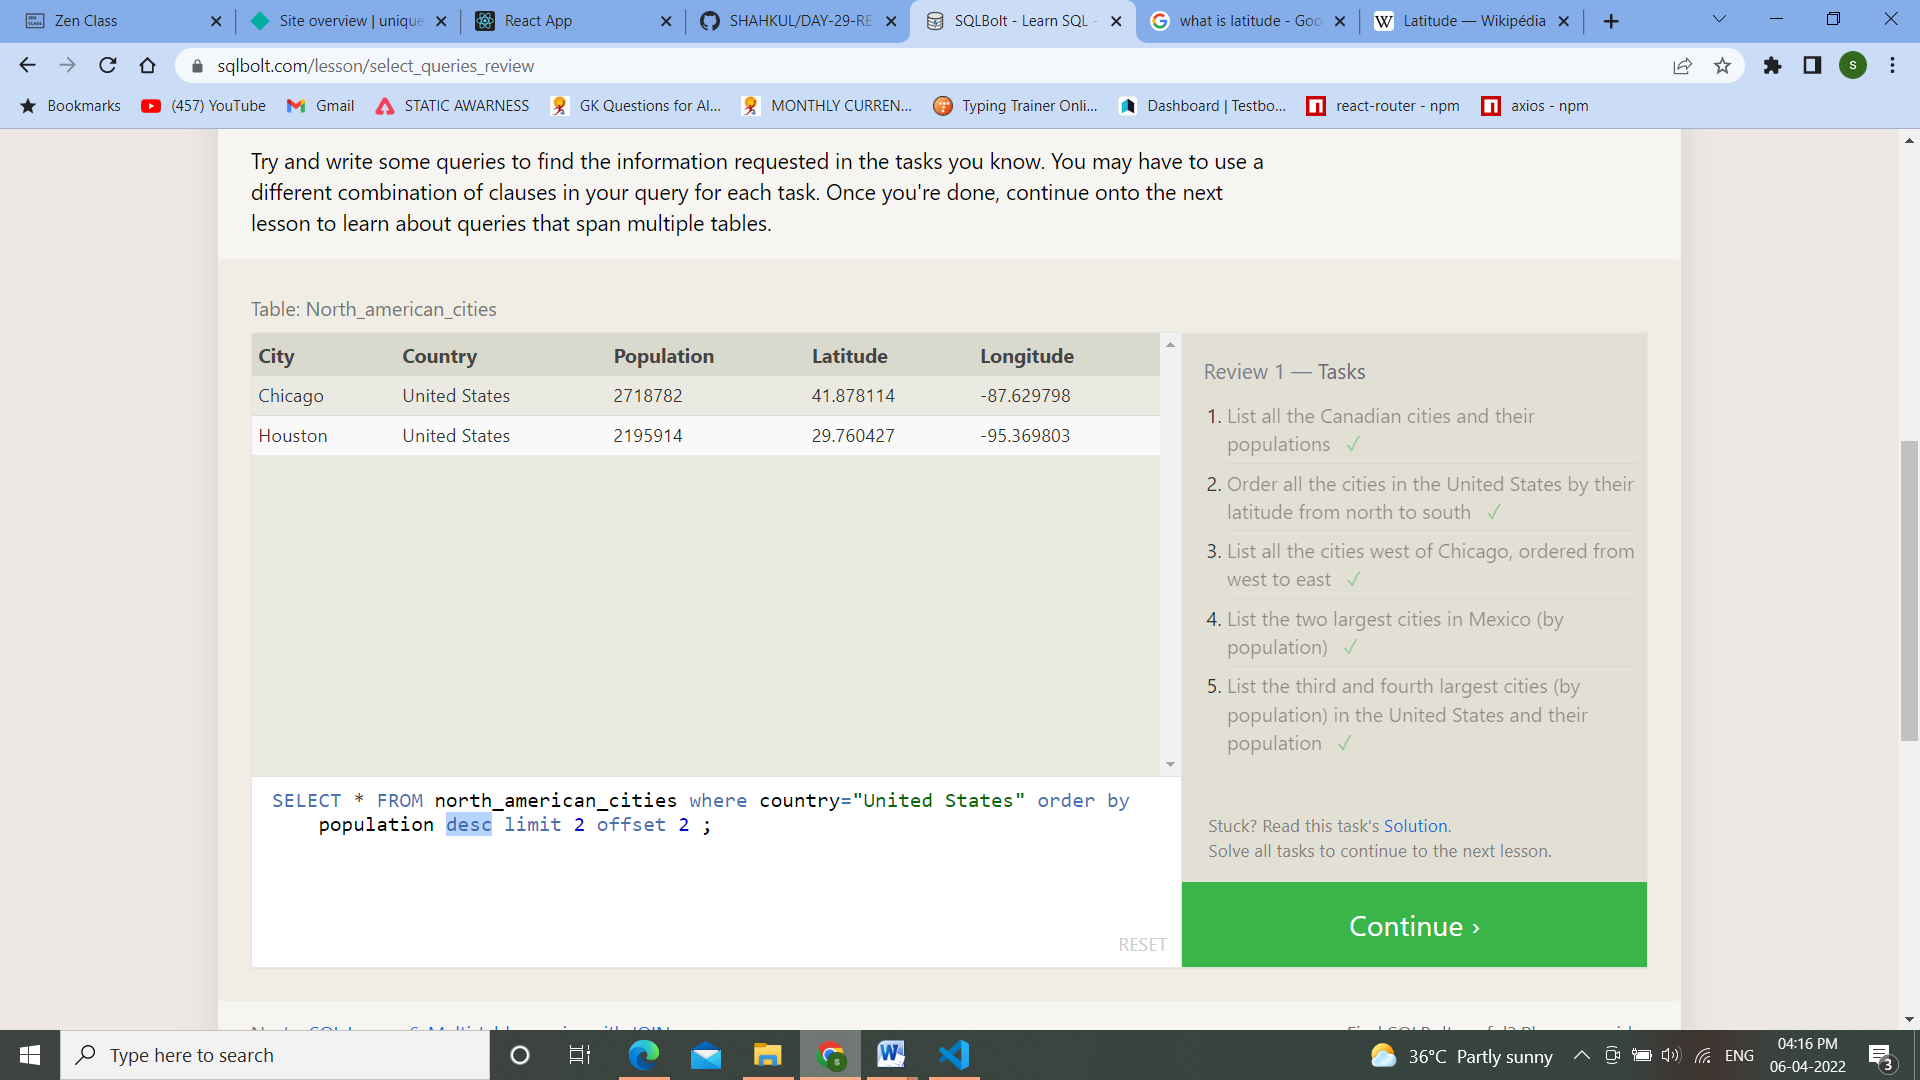 Zen Class
Site overview | unique
React App
SHAHKUL/DAY-29-RE
SQLBolt - Learn SQL -
what is latitude - Goo
Latitude — Wikipédia
sqlbolt.com/lesson/select_queries_review
S
Bookmarks
(457) YouTube
Gmail
STATIC AWARNESS
GK Questions for Al...
MONTHLY CURREN...
Typing Trainer Onli...
Dashboard | Testbo...
react-router - npm
axios - npm
Try and write some queries to find the information requested in the tasks you know. You may have to use a
different combination of clauses in your query for each task. Once you're done, continue onto the next
lesson to learn about queries that span multiple tables.
Table: North_american_cities
City Country Population Latitude Longitude
Chicago United States 2718782 41.878114 -87.629798
Houston United States 2195914 29.760427 -95.369803
Review 1 — Tasks
1. List all the Canadian cities and their
populations ✓
2. Order all the cities in the United States by their
latitude from north to south ✓
3. List all the cities west of Chicago, ordered from
west to east ✓
4. List the two largest cities in Mexico (by
population) ✓
5. List the third and fourth largest cities (by
population) in the United States and their
population ✓
SELECT * FROM north_american_cities where country="United States" order by
population desc limit 2 offset 2 ;
RESET
Stuck? Read this task's Solution.
Solve all tasks to continue to the next lesson.
Continue ›
Type here to search
36°C Partly sunny
ENG
04:16 PM
06-04-2022
3